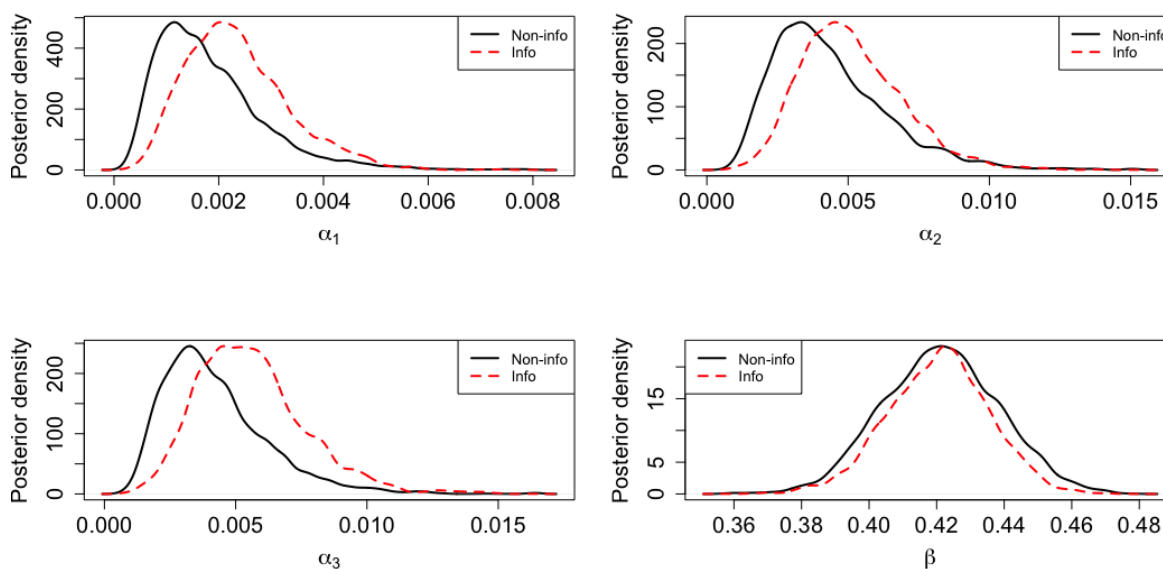 Posterior density
0 200 400
Non-info
Info
0.000 0.002 0.004 0.006 0.008
α1
Posterior density
0 100 200
Non-info
Info
0.000 0.005 0.010 0.015
α2
Posterior density
0 100 200
Non-info
Info
0.000 0.005 0.010 0.015
α3
Posterior density
0 5 15
Non-info
Info
0.36 0.38 0.40 0.42 0.44 0.46 0.48
β